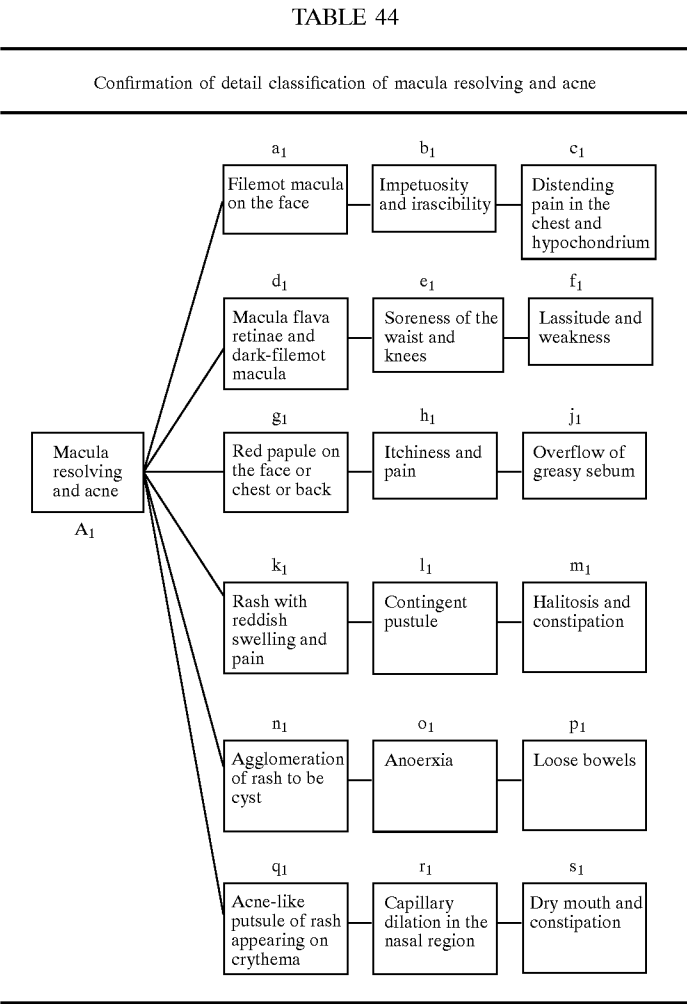 TABLE 44
Confirmation of detail classification of macula resolving and acne
a1
Filemot macula
on the face
b1
Impetuosity
and irascibility
c1
Distending
pain in the
chest and
hypochondrium
d1
Macula flava
retinae and
dark-filemot
macula
e1
Soreness of the
waist and
knees
f1
Lassitude and
weakness
Macula
resolving
and acne
A1
g1
Red papule on
the face or
chest or back
h1
Itchiness and
pain
j1
Overflow of
greasy sebum
k1
Rash with
reddish
swelling and
pain
l1
Contingent
pustule
m1
Halitosis and
constipation
n1
Agglomeration
of rash to be
cyst
o1
Anoerxia
p1
Loose bowels
q1
Acne-like
putsule of rash
appearing on
crythema
r1
Capillary
dilation in the
nasal region
s1
Dry mouth and
constipation